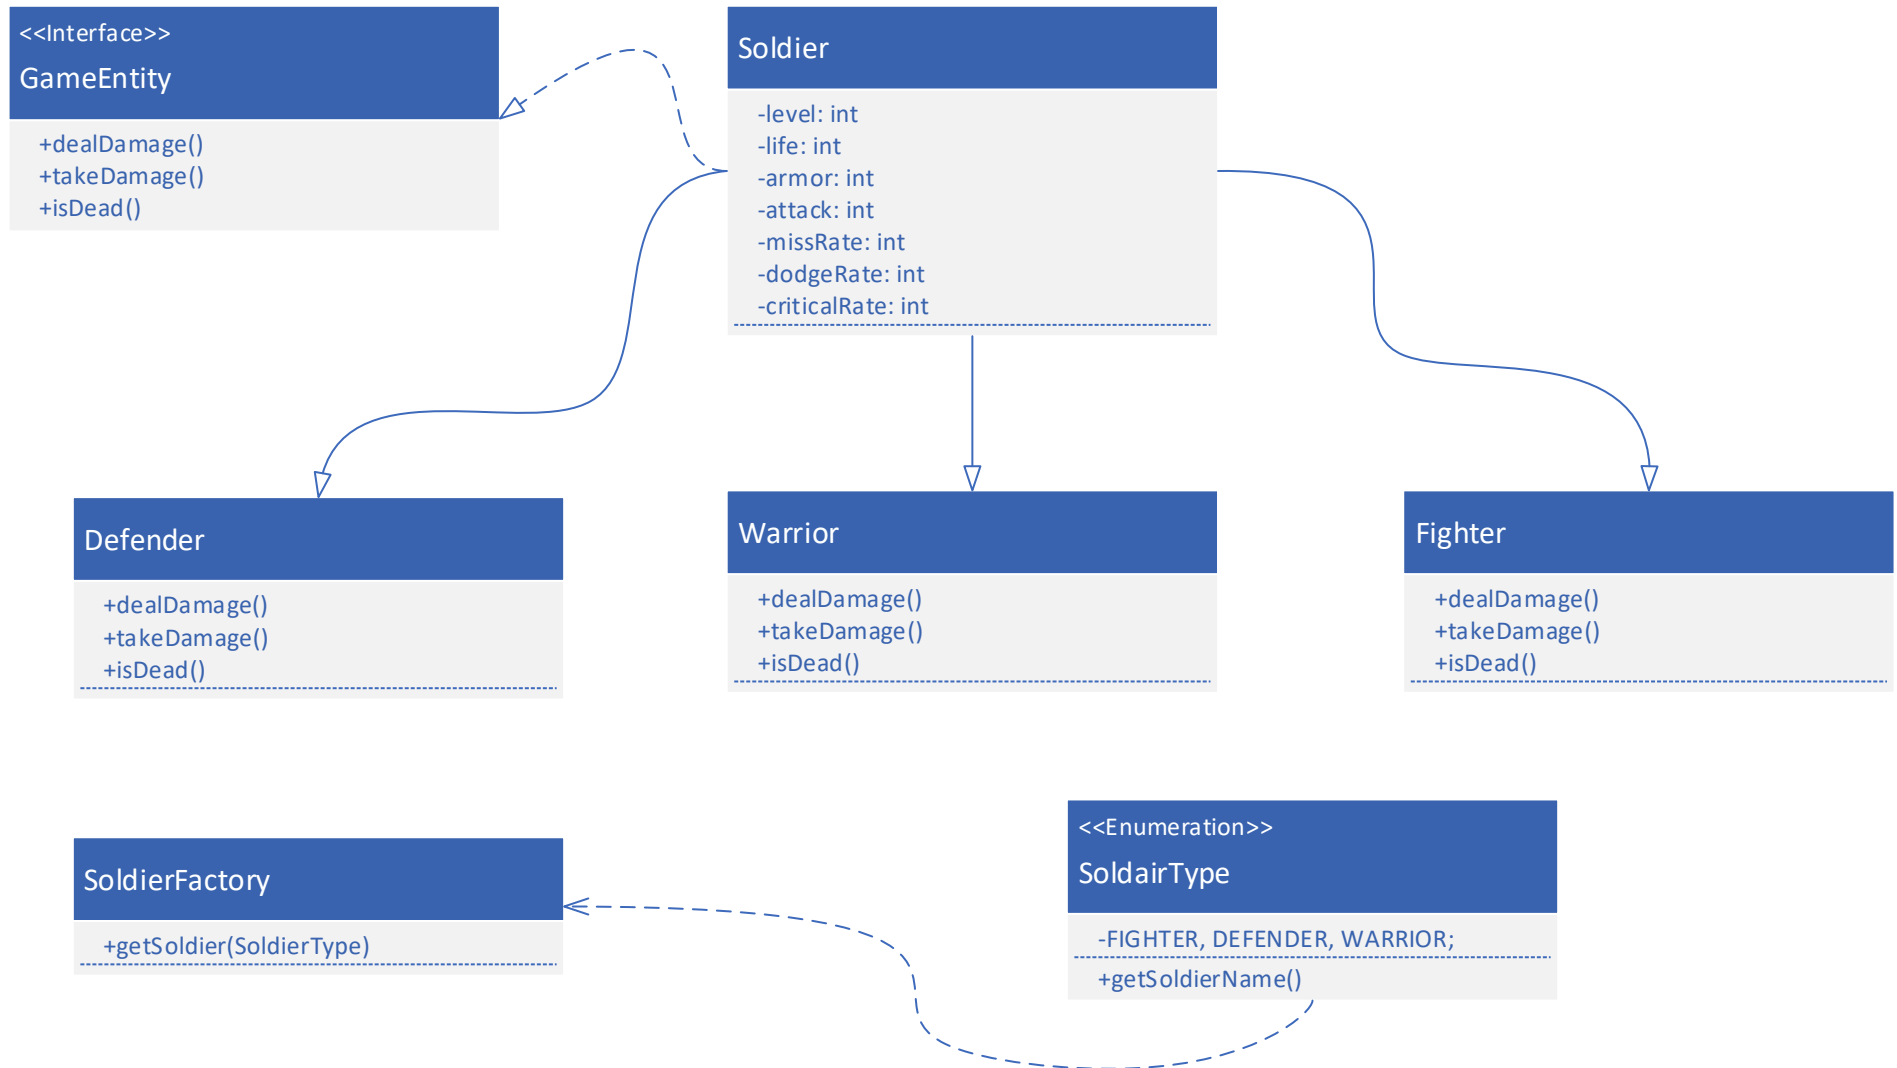 <<Interface>>
GameEntity
+dealDamage()
+takeDamage()
+isDead()
Soldier
-level: int
-life: int
-armor: int
-attack: int
-missRate: int
-dodgeRate: int
-criticalRate: int
Defender
+dealDamage()
+takeDamage()
+isDead()
Warrior
+dealDamage()
+takeDamage()
+isDead()
Fighter
+dealDamage()
+takeDamage()
+isDead()
SoldierFactory
+getSoldier(SoldierType)
<<Enumeration>>
SoldairType
-FIGHTER, DEFENDER, WARRIOR;
+getSoldierName()